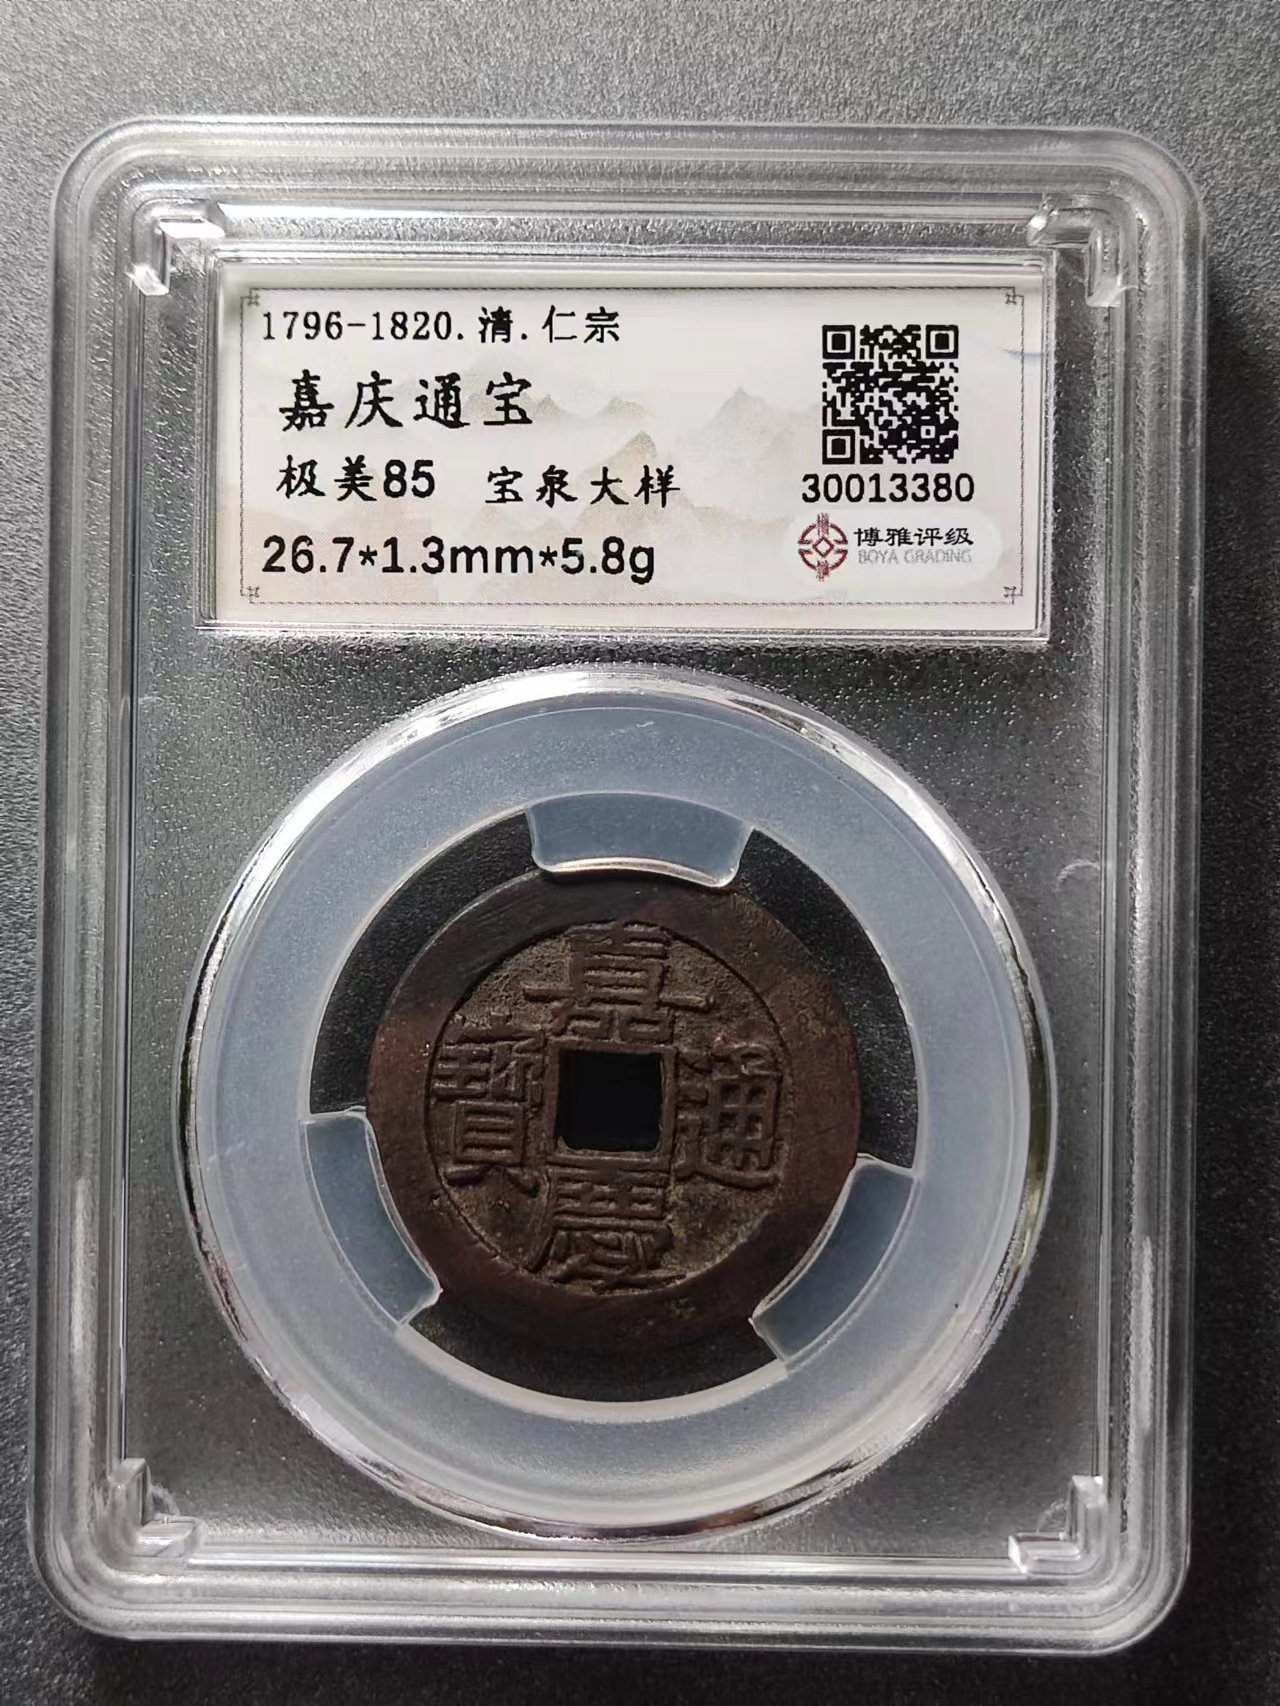 1796-1820.清.仁宗
嘉庆通宝
极美85 宝泉大样
26.7*1.3mm*5.8g
30013380
博雅评级
BOYA GRADING
嘉
寶 通
慶